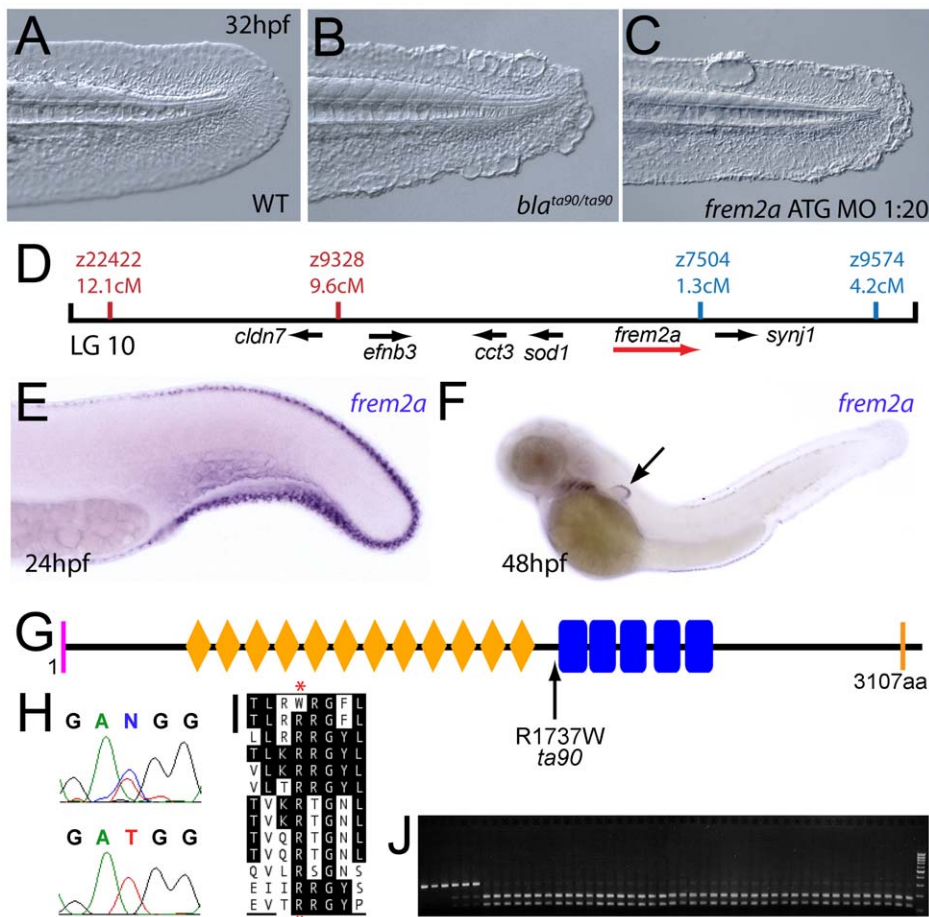 A
32hpf
WT
B
bla ta90/ta90
C
frem2a ATG MO 1:20
D
z22422
12.1cM
z9328
9.6cM
z7504
1.3cM
z9574
4.2cM
LG 10
cldn7
efnb3
cct3
sod1
frem2a
synj1
E
frem2a
24hpf
F
frem2a
48hpf
G
1
3107aa
R1737W
ta90
H
G A N G G
G A T G G
I
*
T L R W R G F L
T L R R R G F L
L L R R R G Y L
T L K R R G Y L
V L K R R G Y L
V L T R R G Y L
T V K R T G N L
T V K R T G N L
T V Q R T G N L
T V Q R T G N L
Q V L R S G N S
E I I R R G Y S
E V T R R G Y P
*
J